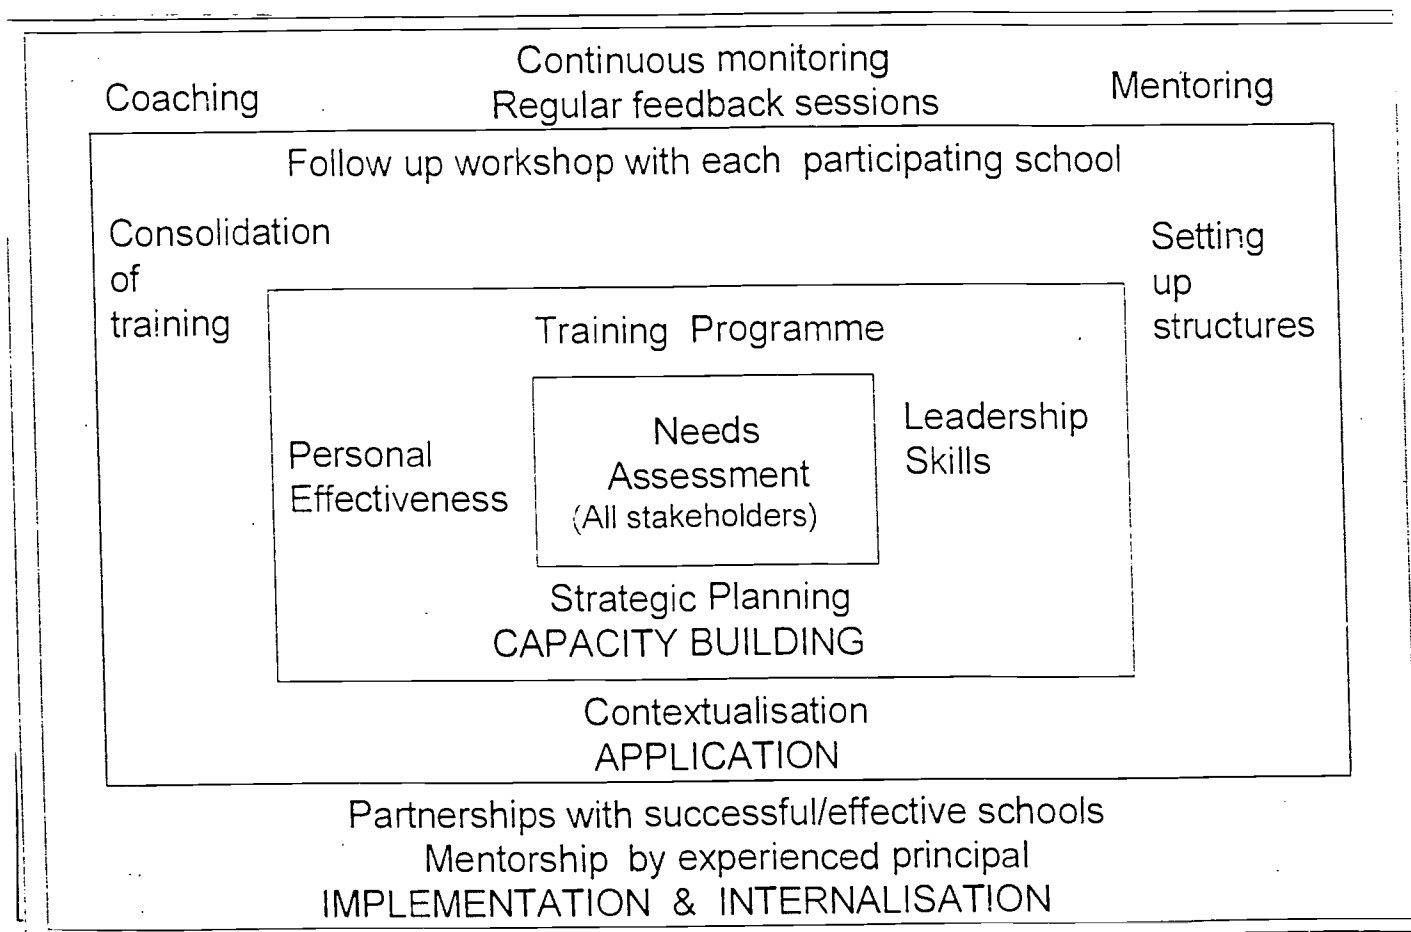 Continuous monitoring
Coaching
Regular feedback sessions
Mentoring
Follow up workshop with each participating school
Consolidation
of
training
Setting
up
structures
Training Programme
Personal
Effectiveness
Needs
Assessment
(All stakeholders)
Leadership
Skills
Strategic Planning
CAPACITY BUILDING
Contextualisation
APPLICATION
Partnerships with successful/effective schools
Mentorship by experienced principal
IMPLEMENTATION & INTERNALISATION